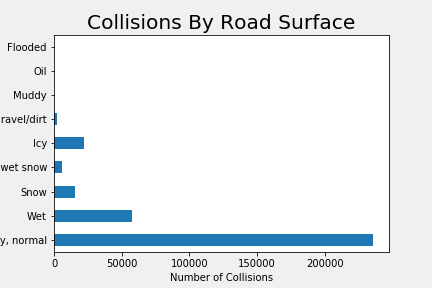 Collisions By Road Surface
Flooded
Oil
Muddy
ravel/dirt
Icy
wet snow
Snow
Wet
y, normal
0 50000 100000 150000 200000
Number of Collisions